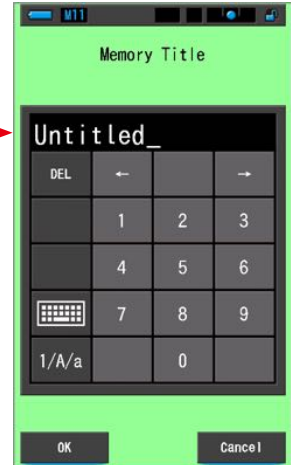 M11
Memory Title
Untitled_
DEL ← →
1 2 3
4 5 6
7 8 9
1/A/a 0
OK Cancel